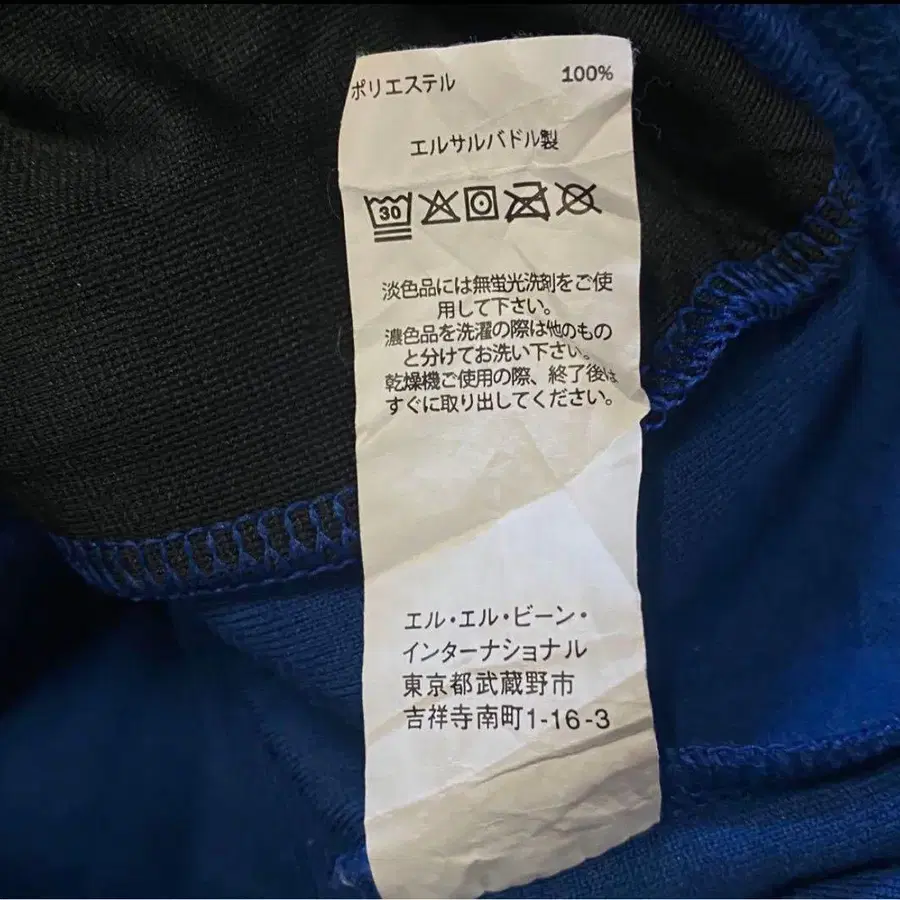 ポリエステル 100%
エルサルバドル製
30
淡色品には無蛍光洗剤をご使
用して下さい。
濃色品を洗濯の際は他のもの
と分けてお洗い下さい。
乾燥機ご使用の際、終了後は
すぐに取り出してください。
エル・エル・ビーン・
インターナショナル
東京都武蔵野市
吉祥寺南町1-16-3